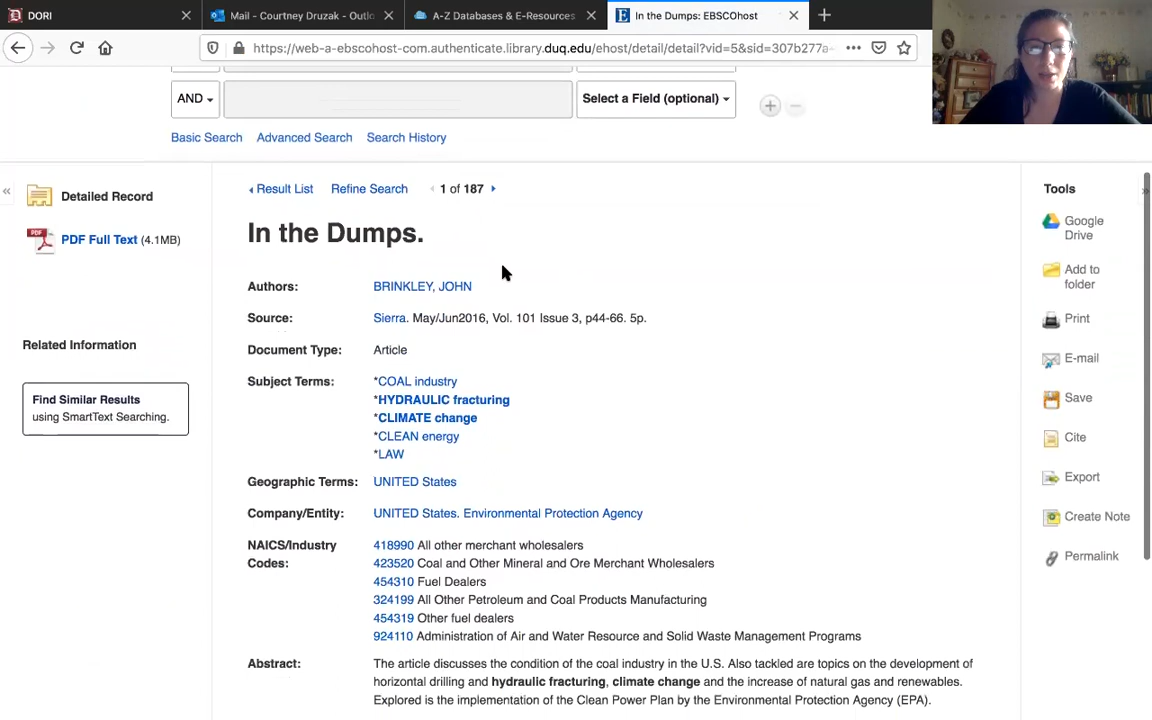 DORI
Mail - Courtney Druzak - Outlo
A-Z Databases & E-Resources
In the Dumps.: EBSCOhost
https://web-a-ebscohost-com.authenticate.library.duq.edu/ehost/detail/detail?vid=5&sid=307b277a-
AND
Select a Field (optional)
Basic Search Advanced Search Search History
Detailed Record
PDF Full Text (4.1MB)
Related Information
Find Similar Results
using SmartText Searching.
Result List Refine Search 1 of 187
In the Dumps.
Authors: BRINKLEY, JOHN
Source: Sierra. May/Jun2016, Vol. 101 Issue 3, p44-66. 5p.
Document Type: Article
Subject Terms: *COAL industry
*HYDRAULIC fracturing
*CLIMATE change
*CLEAN energy
*LAW
Geographic Terms: UNITED States
Company/Entity: UNITED States. Environmental Protection Agency
NAICS/Industry 418990 All other merchant wholesalers
Codes: 423520 Coal and Other Mineral and Ore Merchant Wholesalers
454310 Fuel Dealers
324199 All Other Petroleum and Coal Products Manufacturing
454319 Other fuel dealers
924110 Administration of Air and Water Resource and Solid Waste Management Programs
Abstract: The article discusses the condition of the coal industry in the U.S. Also tackled are topics on the development of
horizontal drilling and hydraulic fracturing, climate change and the increase of natural gas and renewables.
Explored is the implementation of the Clean Power Plan by the Environmental Protection Agency (EPA).
Tools
Google
Drive
Add to
folder
Print
E-mail
Save
Cite
Export
Create Note
Permalink